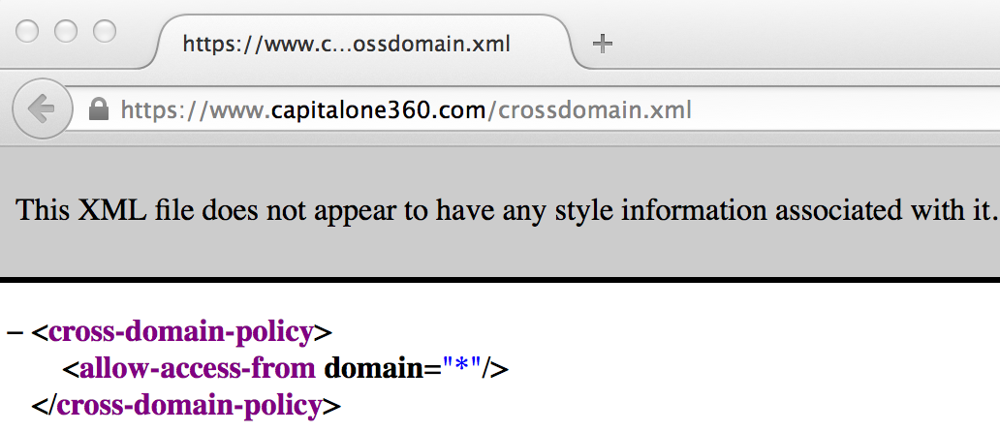 https://www.c...ossdomain.xml
https://www.capitalone360.com/crossdomain.xml
This XML file does not appear to have any style information associated with it.
– <cross-domain-policy>
<allow-access-from domain="*"/>
</cross-domain-policy>